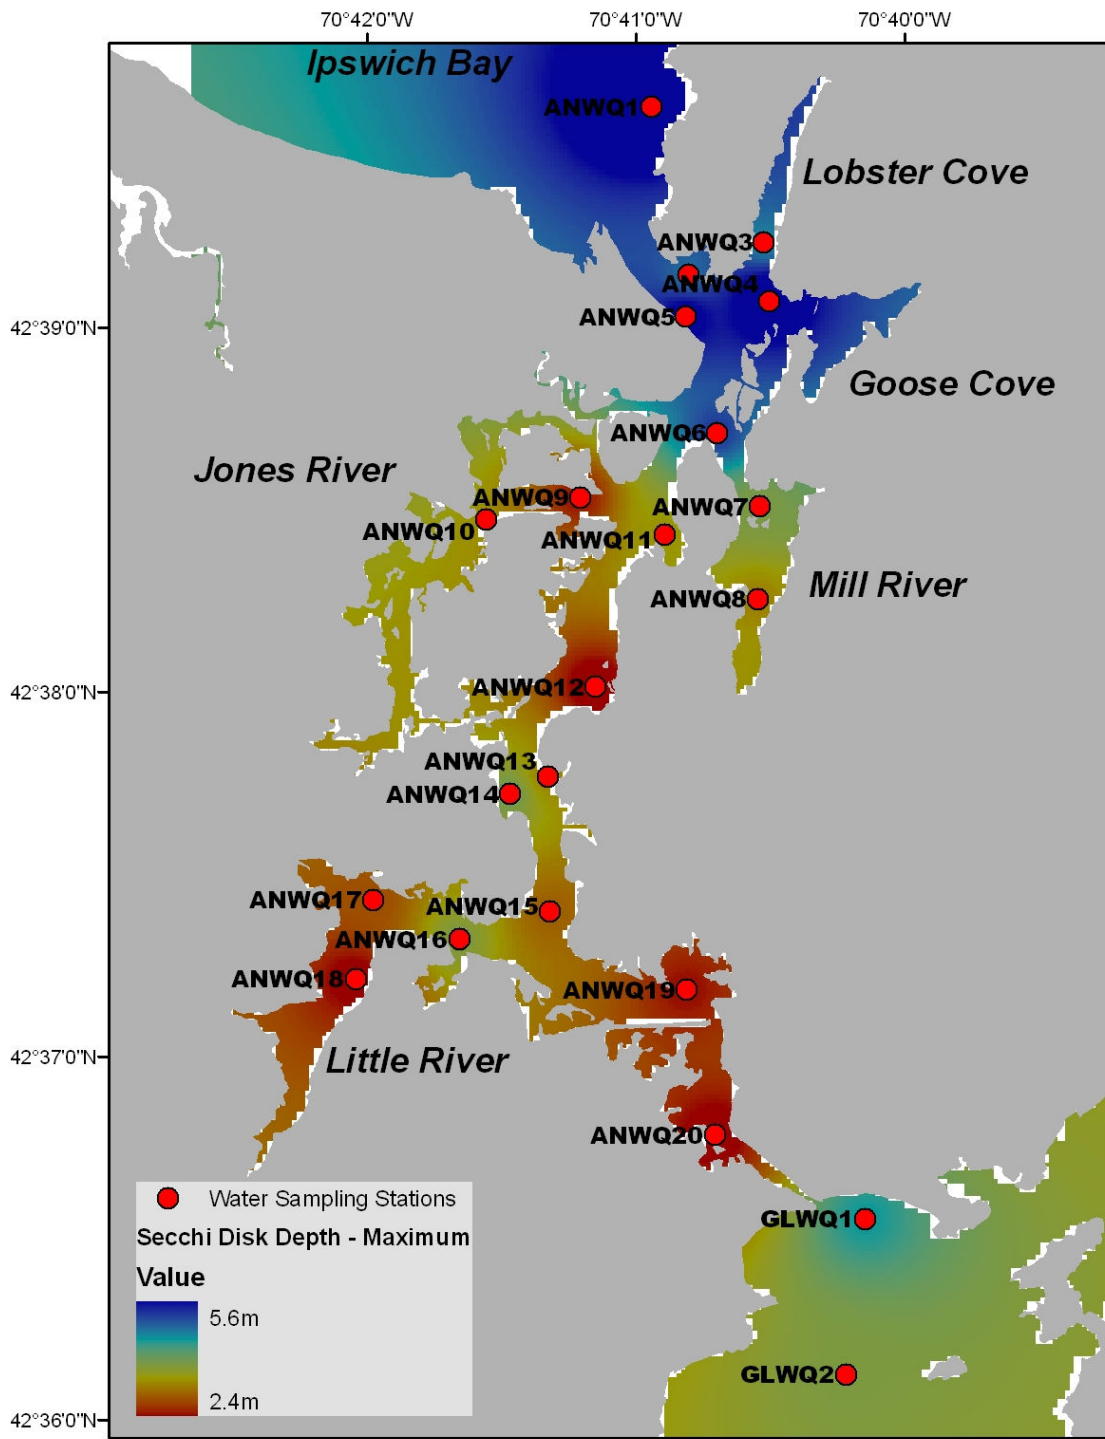 70°42'0"W 70°41'0"W 70°40'0"W
Ipswich Bay
ANWQ1
Lobster Cove
ANWQ3
ANWQ4
42°39'0"N
ANWQ5
Goose Cove
ANWQ6
Jones River
ANWQ9
ANWQ7
ANWQ10
ANWQ11
Mill River
ANWQ8
42°38'0"N
ANWQ12
ANWQ13
ANWQ14
ANWQ17
ANWQ15
ANWQ16
ANWQ18
ANWQ19
42°37'0"N
Little River
ANWQ20
Water Sampling Stations
GLWQ1
Secchi Disk Depth - Maximum
Value
5.6m
GLWQ2
2.4m
42°36'0"N